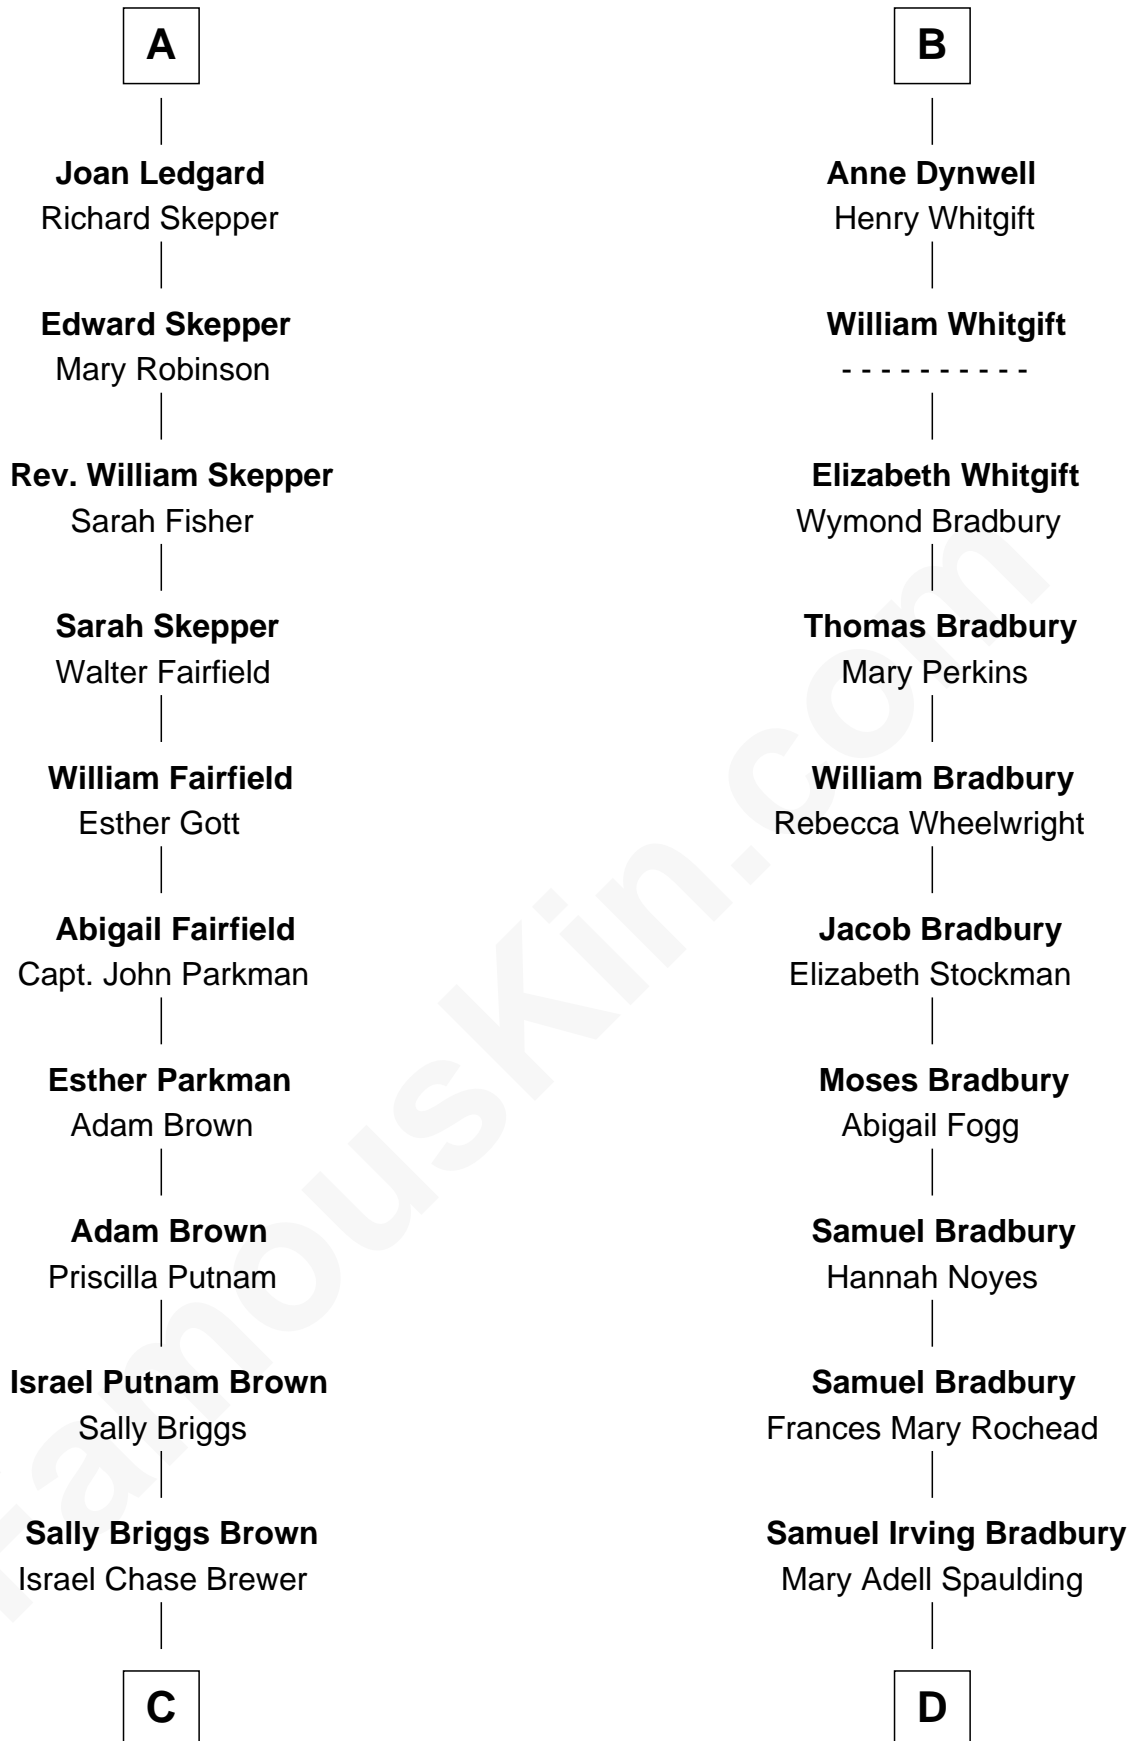 A
Joan Ledgard
Richard Skepper
Edward Skepper
Mary Robinson
Rev. William Skepper
Sarah Fisher
Sarah Skepper
Walter Fairfield
William Fairfield
Esther Gott
Abigail Fairfield
Capt. John Parkman
Esther Parkman
Adam Brown
Adam Brown
Priscilla Putnam
Israel Putnam Brown
Sally Briggs
Sally Briggs Brown
Israel Chase Brewer
C
B
Anne Dynwell
Henry Whitgift
William Whitgift
- - - - - - - - - -
Elizabeth Whitgift
Wymond Bradbury
Thomas Bradbury
Mary Perkins
William Bradbury
Rebecca Wheelwright
Jacob Bradbury
Elizabeth Stockman
Moses Bradbury
Abigail Fogg
Samuel Bradbury
Hannah Noyes
Samuel Bradbury
Frances Mary Rochead
Samuel Irving Bradbury
Mary Adell Spaulding
D
FamousKin.com